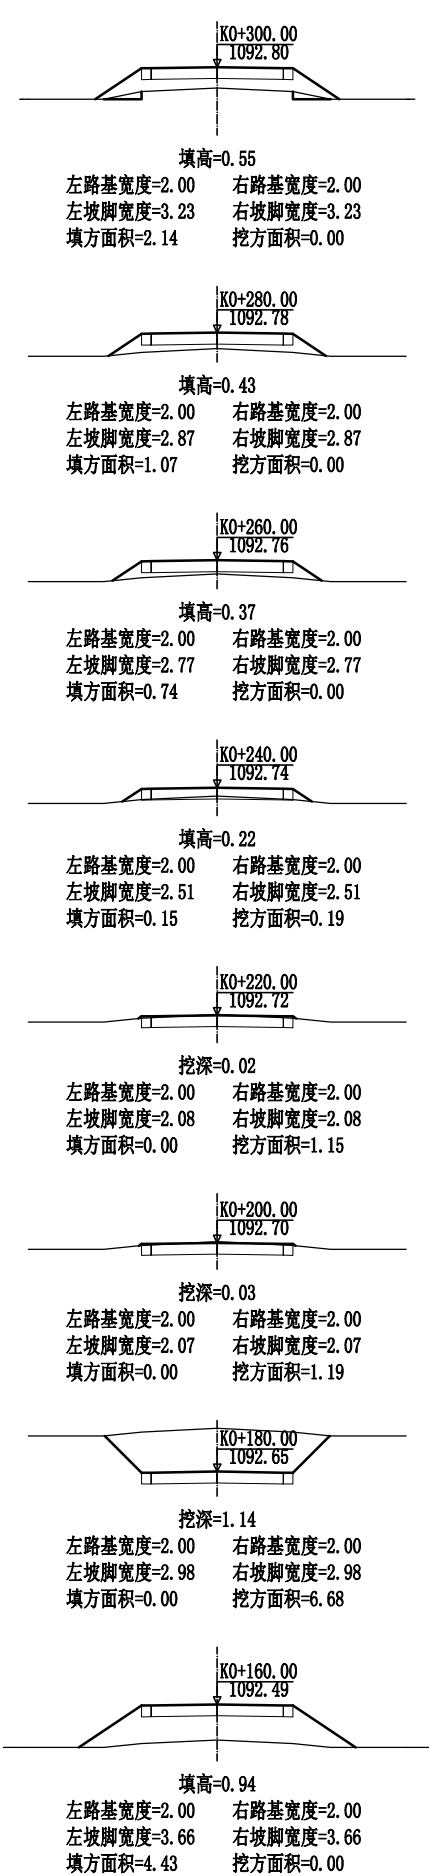 K0+300.00
1092.80
填高=0.55
左路基宽度=2.00 右路基宽度=2.00
左坡脚宽度=3.23 右坡脚宽度=3.23
填方面积=2.14 挖方面积=0.00
K0+280.00
1092.78
填高=0.43
左路基宽度=2.00 右路基宽度=2.00
左坡脚宽度=2.87 右坡脚宽度=2.87
填方面积=1.07 挖方面积=0.00
K0+260.00
1092.76
填高=0.37
左路基宽度=2.00 右路基宽度=2.00
左坡脚宽度=2.77 右坡脚宽度=2.77
填方面积=0.74 挖方面积=0.00
K0+240.00
1092.74
填高=0.22
左路基宽度=2.00 右路基宽度=2.00
左坡脚宽度=2.51 右坡脚宽度=2.51
填方面积=0.15 挖方面积=0.19
K0+220.00
1092.72
挖深=0.02
左路基宽度=2.00 右路基宽度=2.00
左坡脚宽度=2.08 右坡脚宽度=2.08
填方面积=0.00 挖方面积=1.15
K0+200.00
1092.70
挖深=0.03
左路基宽度=2.00 右路基宽度=2.00
左坡脚宽度=2.07 右坡脚宽度=2.07
填方面积=0.00 挖方面积=1.19
K0+180.00
1092.65
挖深=1.14
左路基宽度=2.00 右路基宽度=2.00
左坡脚宽度=2.98 右坡脚宽度=2.98
填方面积=0.00 挖方面积=6.68
K0+160.00
1092.49
填高=0.94
左路基宽度=2.00 右路基宽度=2.00
左坡脚宽度=3.66 右坡脚宽度=3.66
填方面积=4.43 挖方面积=0.00